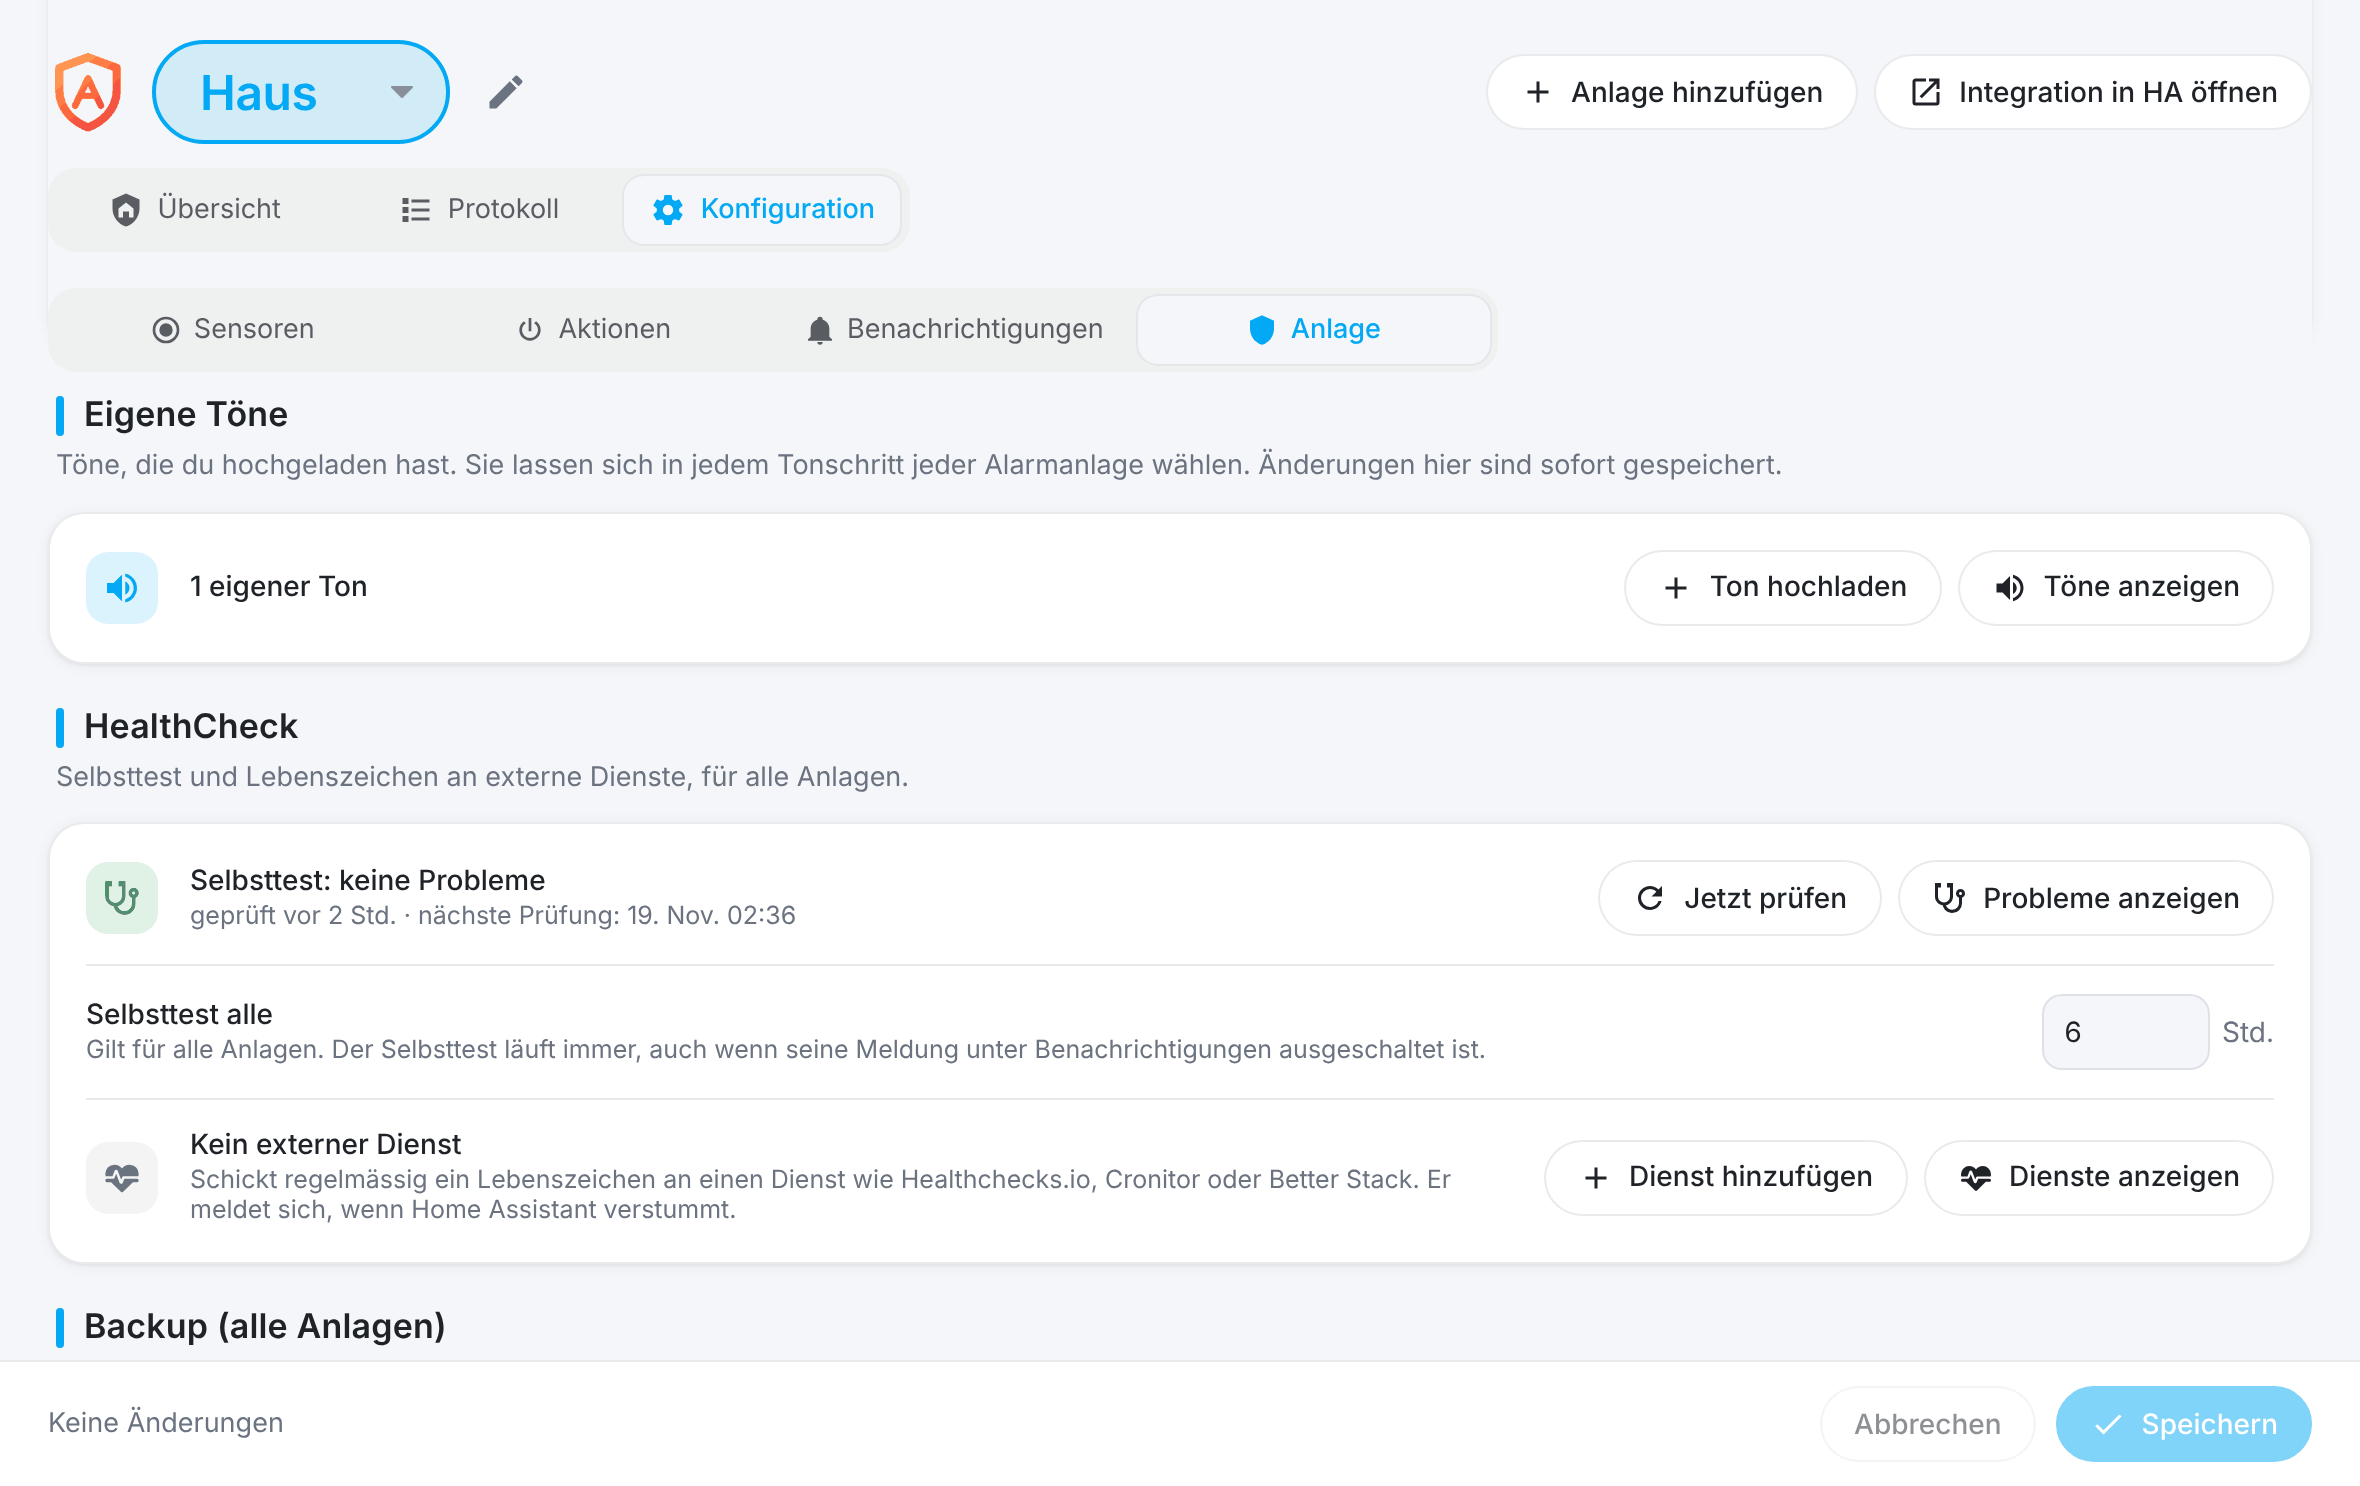 Haus
Anlage hinzufügen
Integration in HA öffnen
Übersicht
Protokoll
Konfiguration
Sensoren
Aktionen
Benachrichtigungen
Anlage
Eigene Töne
Töne, die du hochgeladen hast. Sie lassen sich in jedem Tonschritt jeder Alarmanlage wählen. Änderungen hier sind sofort gespeichert.
1 eigener Ton
Ton hochladen
Töne anzeigen
HealthCheck
Selbsttest und Lebenszeichen an externe Dienste, für alle Anlagen.
Selbsttest: keine Probleme
geprüft vor 2 Std. · nächste Prüfung: 19. Nov. 02:36
Jetzt prüfen
Probleme anzeigen
Selbsttest alle
Gilt für alle Anlagen. Der Selbsttest läuft immer, auch wenn seine Meldung unter Benachrichtigungen ausgeschaltet ist.
6
Std.
Kein externer Dienst
Schickt regelmässig ein Lebenszeichen an einen Dienst wie Healthchecks.io, Cronitor oder Better Stack. Er
meldet sich, wenn Home Assistant verstummt.
Dienst hinzufügen
Dienste anzeigen
Backup (alle Anlagen)
Keine Änderungen
Abbrechen
Speichern